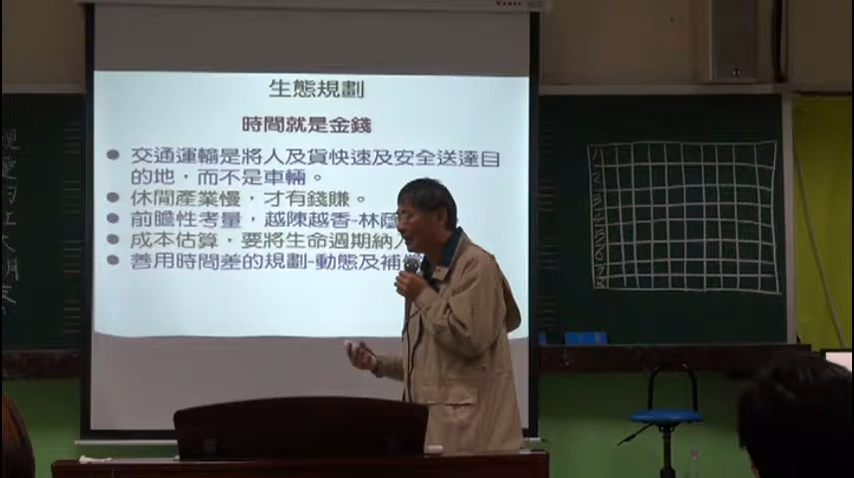 生態規劃
時間就是金錢
交通運輸是將人及貨快速及安全送達目
的地，而不是車輛。
休閒產業慢，才有錢賺。
前瞻性考量，越陳越香-林蔭
成本估算，要將生命週期納入
善用時間差的規劃-動態及補償